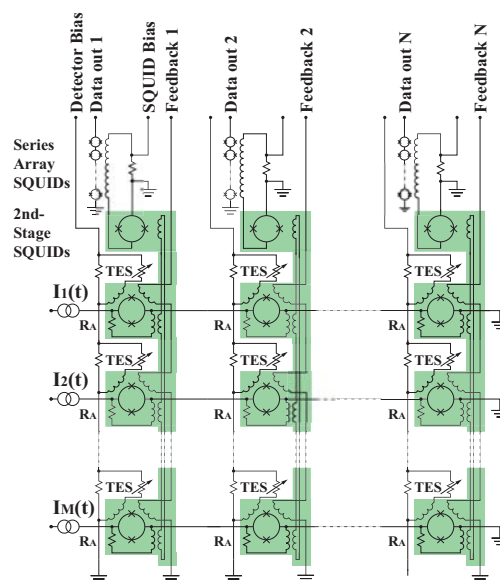 Detector Bias
Data out 1
SQUID Bias
Feedback 1
Data out 2
Feedback 2
Data out N
Feedback N
Series
Array
SQUIDs
2nd-
Stage
SQUIDs
TES TES TES
I1(t)
RA RA RA
TES TES TES
I2(t)
RA RA RA
TES TES TES
IM(t)
RA RA RA